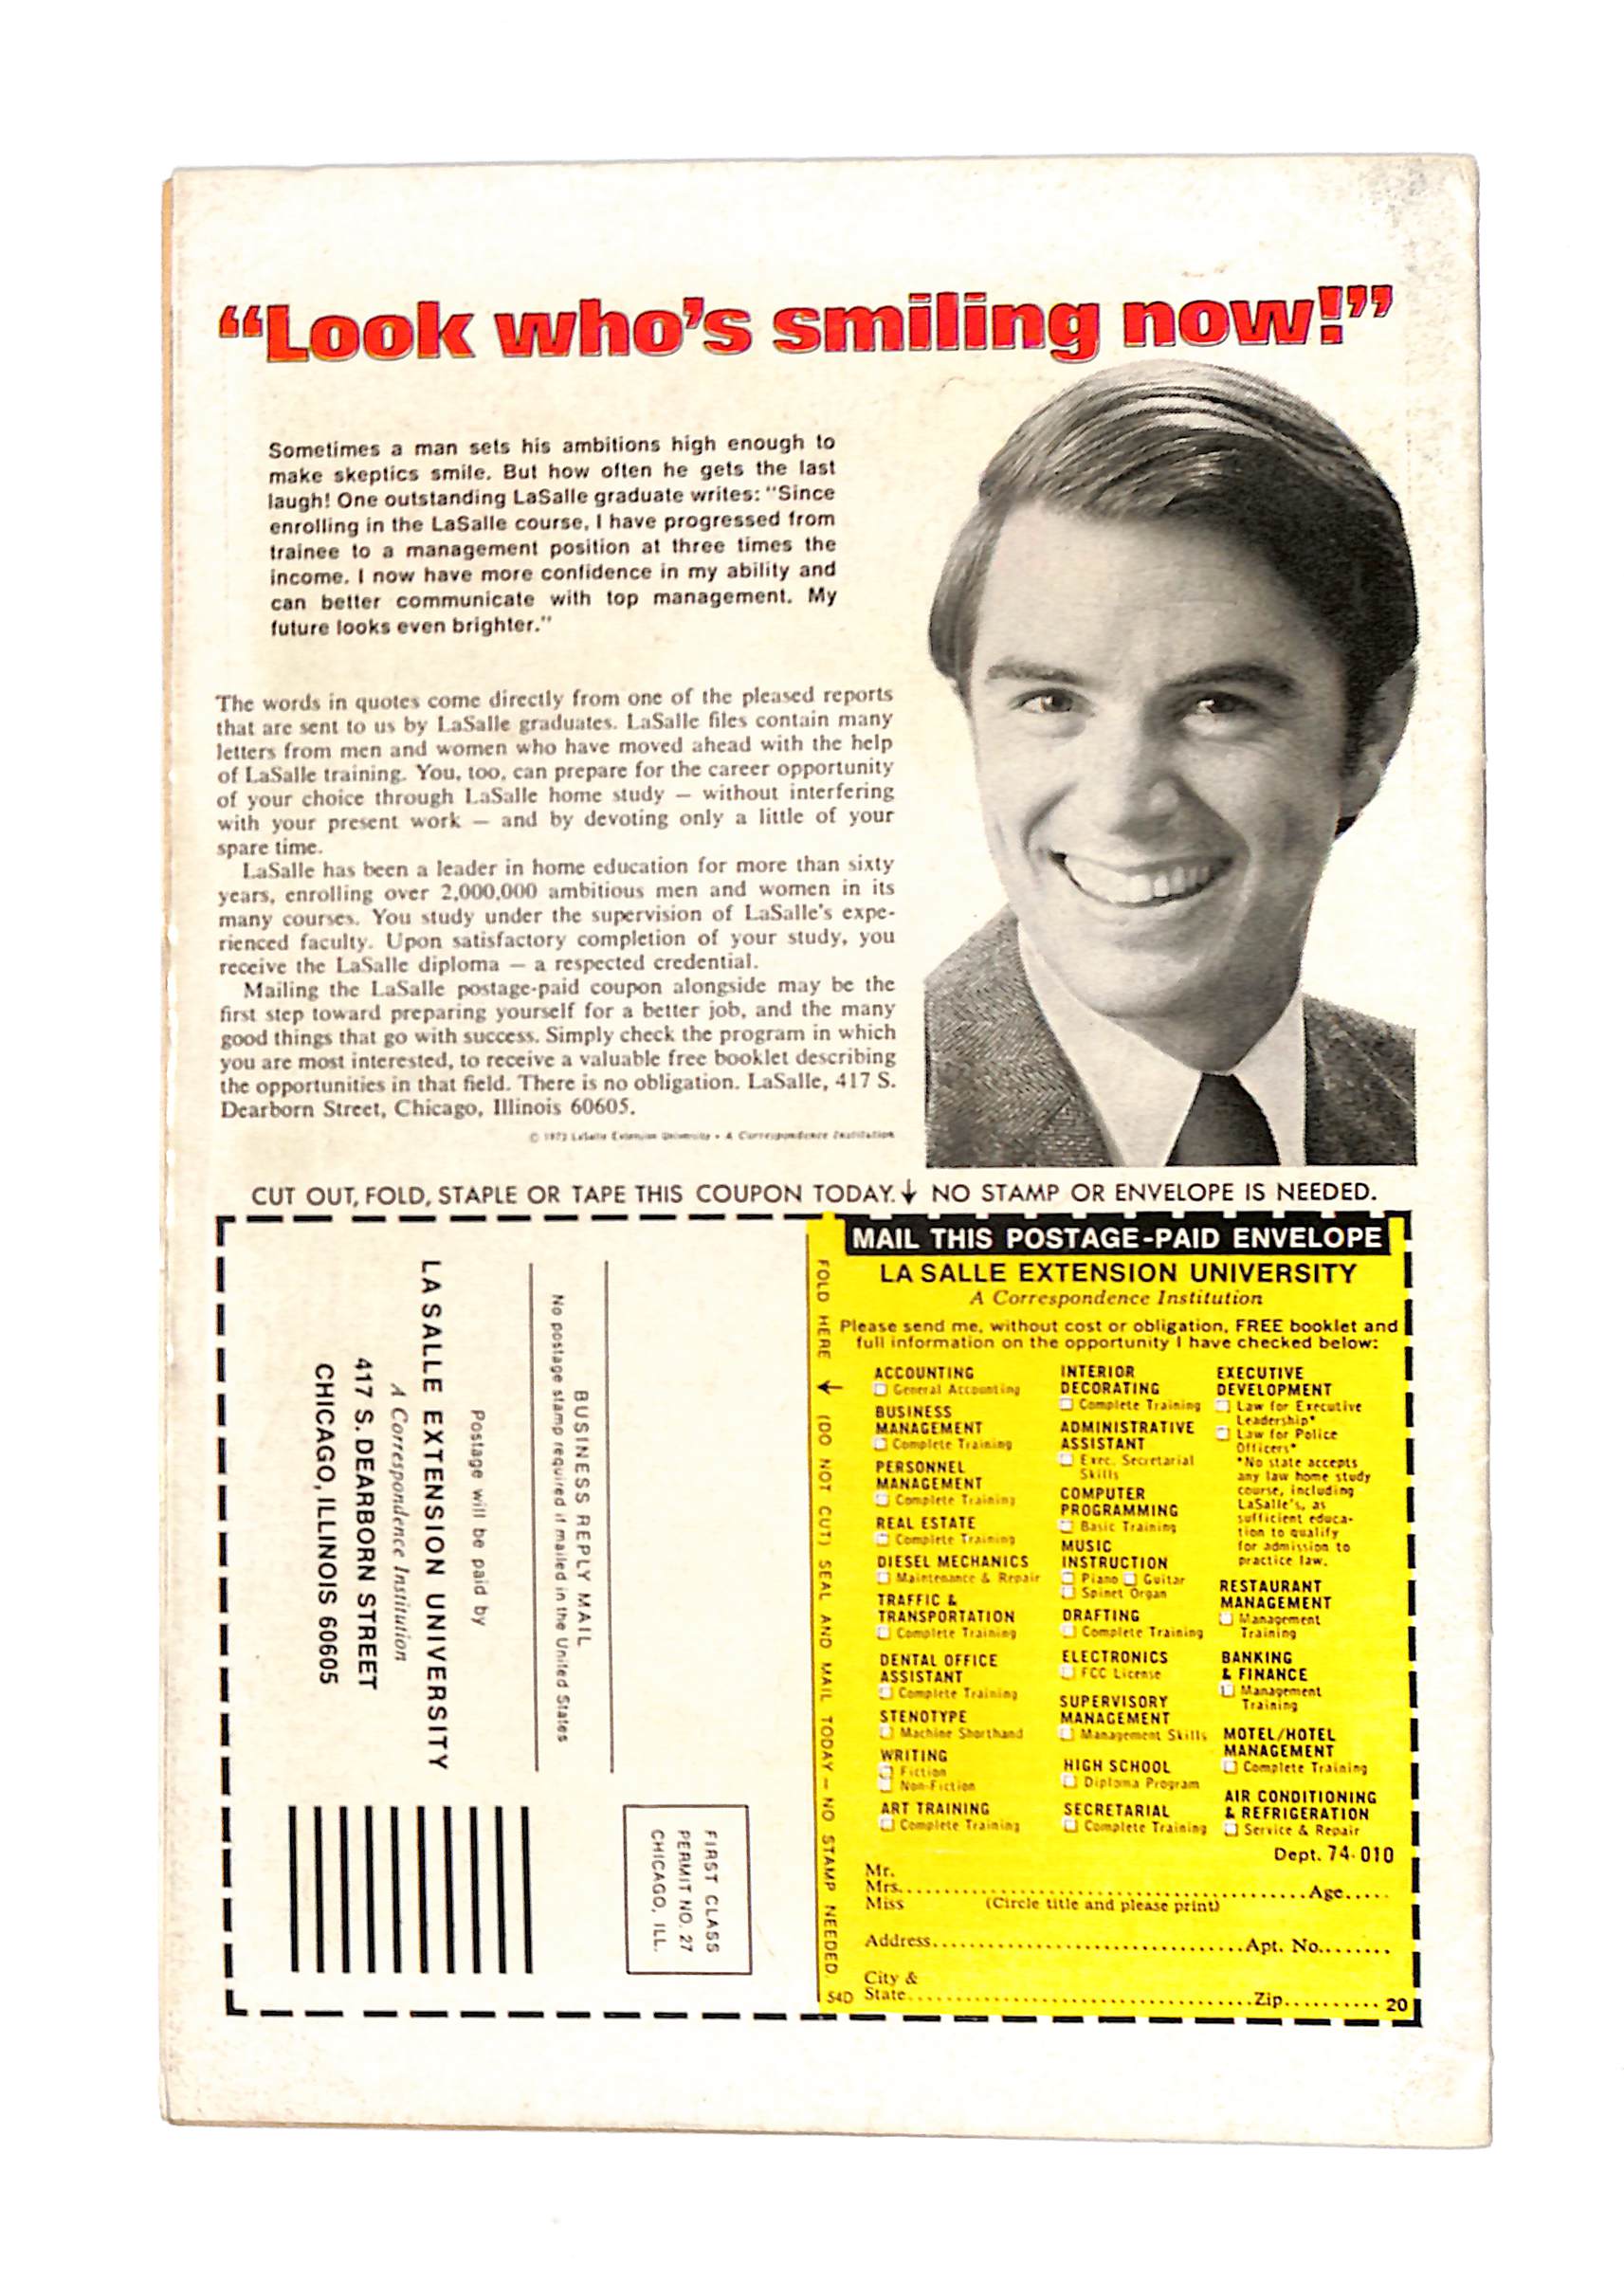 “Look who’s smiling now!”
Sometimes a man sets his ambitions high enough to
make skeptics smile. But how often he gets the last
laugh! One outstanding LaSalle graduate writes: “Since
enrolling in the LaSalle course, I have progressed from
trainee to a management position at three times the
income. I now have more confidence in my ability and
can better communicate with top management. My
future looks even brighter.”
The words in quotes come directly from one of the pleased reports
that are sent to us by LaSalle graduates. LaSalle files contain many
letters from men and women who have moved ahead with the help
of LaSalle training. You, too, can prepare for the career opportunity
of your choice through LaSalle home study — without interfering
with your present work — and by devoting only a little of your
spare time.
LaSalle has been a leader in home education for more than sixty
years, enrolling over 2,000,000 ambitious men and women in its
many courses. You study under the supervision of LaSalle’s expe-
rienced faculty. Upon satisfactory completion of your study, you
receive the LaSalle diploma — a respected credential.
Mailing the LaSalle postage-paid coupon alongside may be the
first step toward preparing yourself for a better job, and the many
good things that go with success. Simply check the program in which
you are most interested, to receive a valuable free booklet describing
the opportunities in that field. There is no obligation. LaSalle, 417 S.
Dearborn Street, Chicago, Illinois 60605.
© LaSalle Extension University • A Correspondence Institution
CUT OUT, FOLD, STAPLE OR TAPE THIS COUPON TODAY. NO STAMP OR ENVELOPE IS NEEDED.
FIRST CLASS
PERMIT NO. 27
CHICAGO, ILL.
BUSINESS REPLY MAIL
No postage stamp required if mailed in the United States
Postage will be paid by
LA SALLE EXTENSION UNIVERSITY
A Correspondence Institution
417 S. DEARBORN STREET
CHICAGO, ILLINOIS 60605
FOLD HERE (DO NOT CUT) SEAL AND MAIL TODAY — NO STAMP NEEDED.
54D
MAIL THIS POSTAGE-PAID ENVELOPE
LA SALLE EXTENSION UNIVERSITY
A Correspondence Institution
Please send me, without cost or obligation, FREE booklet and
full information on the opportunity I have checked below:
ACCOUNTING
General Accounting
BUSINESS
MANAGEMENT
Complete Training
PERSONNEL
MANAGEMENT
Complete Training
REAL ESTATE
Complete Training
DIESEL MECHANICS
Maintenance & Repair
TRAFFIC &
TRANSPORTATION
Complete Training
DENTAL OFFICE
ASSISTANT
Complete Training
STENOTYPE
Machine Shorthand
WRITING
Fiction
Non-Fiction
ART TRAINING
Complete Training
INTERIOR
DECORATING
Complete Training
ADMINISTRATIVE
ASSISTANT
Exec. Secretarial
Skills
COMPUTER
PROGRAMMING
Basic Training
MUSIC
INSTRUCTION
Piano Guitar
Spinet Organ
DRAFTING
Complete Training
ELECTRONICS
FCC License
SUPERVISORY
MANAGEMENT
Management Skills
HIGH SCHOOL
Diploma Program
SECRETARIAL
Complete Training
EXECUTIVE
DEVELOPMENT
Law for Executive
Leadership*
Law for Police
Officers*
*No state accepts
any law home study
course, including
LaSalle’s, as
sufficient educa-
tion to qualify
for admission to
practice law.
RESTAURANT
MANAGEMENT
Management
Training
BANKING
& FINANCE
Management
Training
MOTEL/HOTEL
MANAGEMENT
Complete Training
AIR CONDITIONING
& REFRIGERATION
Service & Repair
Dept. 74-010
Mr.
Mrs. Age
Miss (Circle title and please print)
Address Apt. No.
City &
State Zip 20